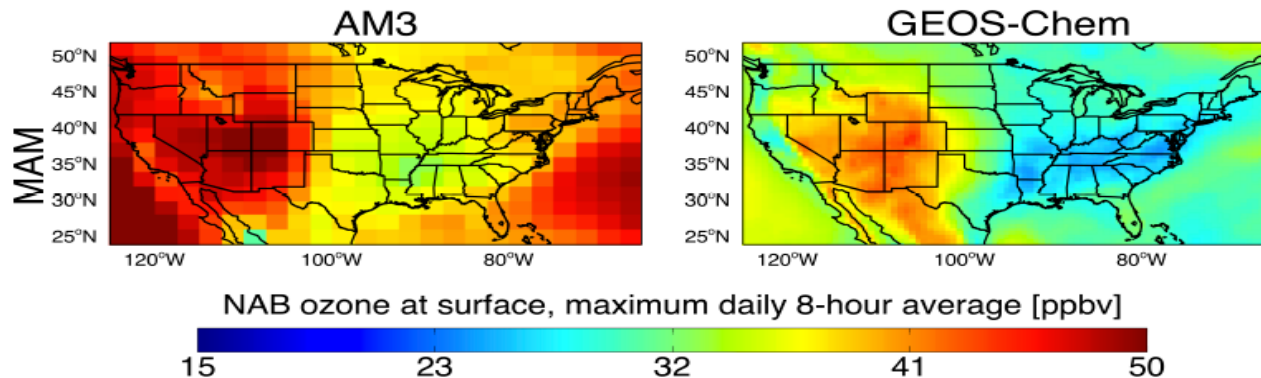 AM3
GEOS-Chem
MAM
50°N
45°N
40°N
35°N
30°N
25°N
120°W
100°W
80°W
50°N
45°N
40°N
35°N
30°N
25°N
120°W
100°W
80°W
NAB ozone at surface, maximum daily 8-hour average [ppbv]
15 23 32 41 50